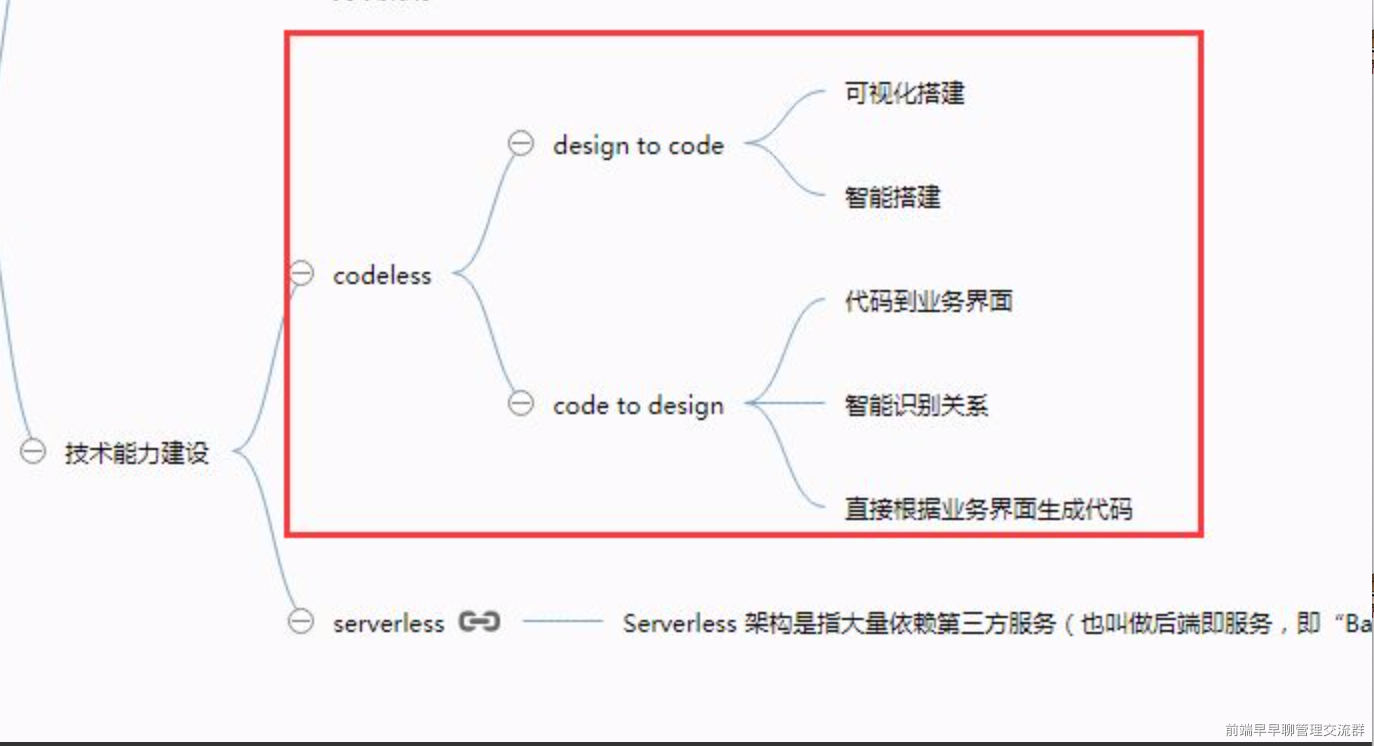 可视化搭建
design to code
智能搭建
codeless
代码到业务界面
code to design
智能识别关系
技术能力建设
直接根据业务界面生成代码
serverless
Serverless 架构是指大量依赖第三方服务（也叫做后端即服务，即“Ba
前端早早聊管理交流群